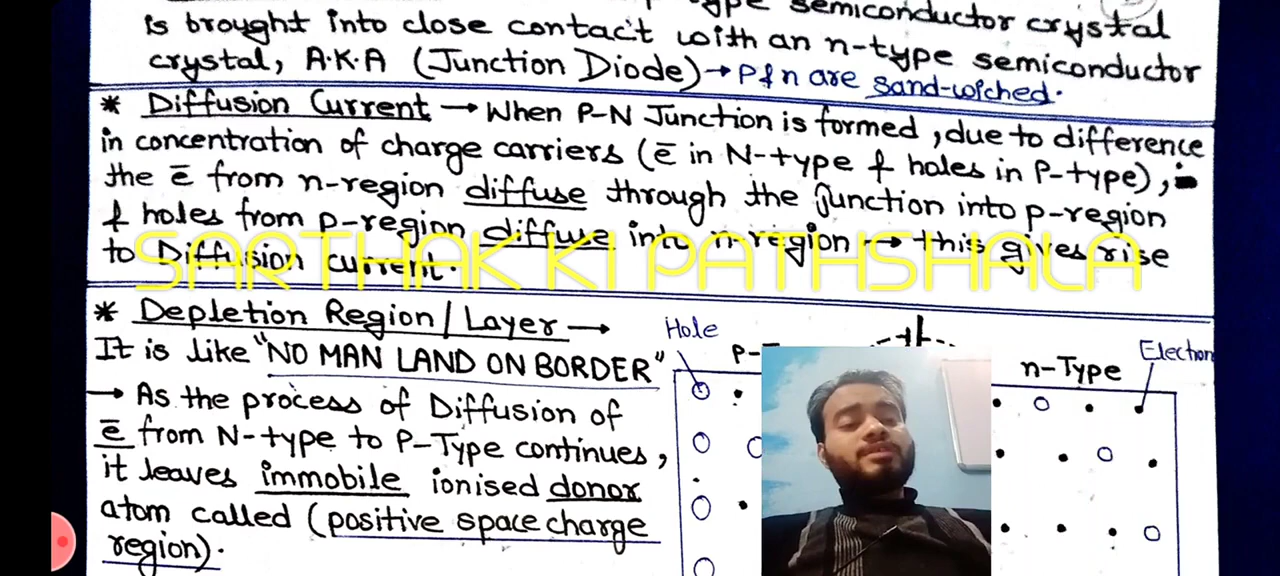 type semiconductor crystal
is brought into close contact with an n-type semiconductor
crystal, A.K.A (Junction Diode) → P & n are sand-wiched.
* Diffusion Current → When P-N Junction is formed, due to difference
in concentration of charge carriers (ē in N-type & holes in P-type),
the ē from n-region diffuse through the junction into p-region
& holes from p-region diffuse into n-region → this gives rise
to Diffusion current.
SARTHAK KI PATHSHALA
* Depletion Region/Layer →
It is like "NO MAN LAND ON BORDER"
→ As the process of Diffusion of
ē from N-type to P-Type continues,
it leaves immobile ionised donor
atom called (positive space charge
region).
Hole
n-Type
Electron